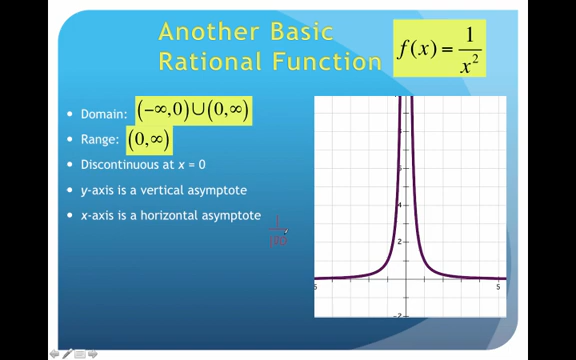 Another Basic
Rational Function
f(x) = 1/x²
• Domain: (−∞,0)∪(0,∞)
• Range: (0,∞)
• Discontinuous at x = 0
• y-axis is a vertical asymptote
• x-axis is a horizontal asymptote
4
2
5
5
-2